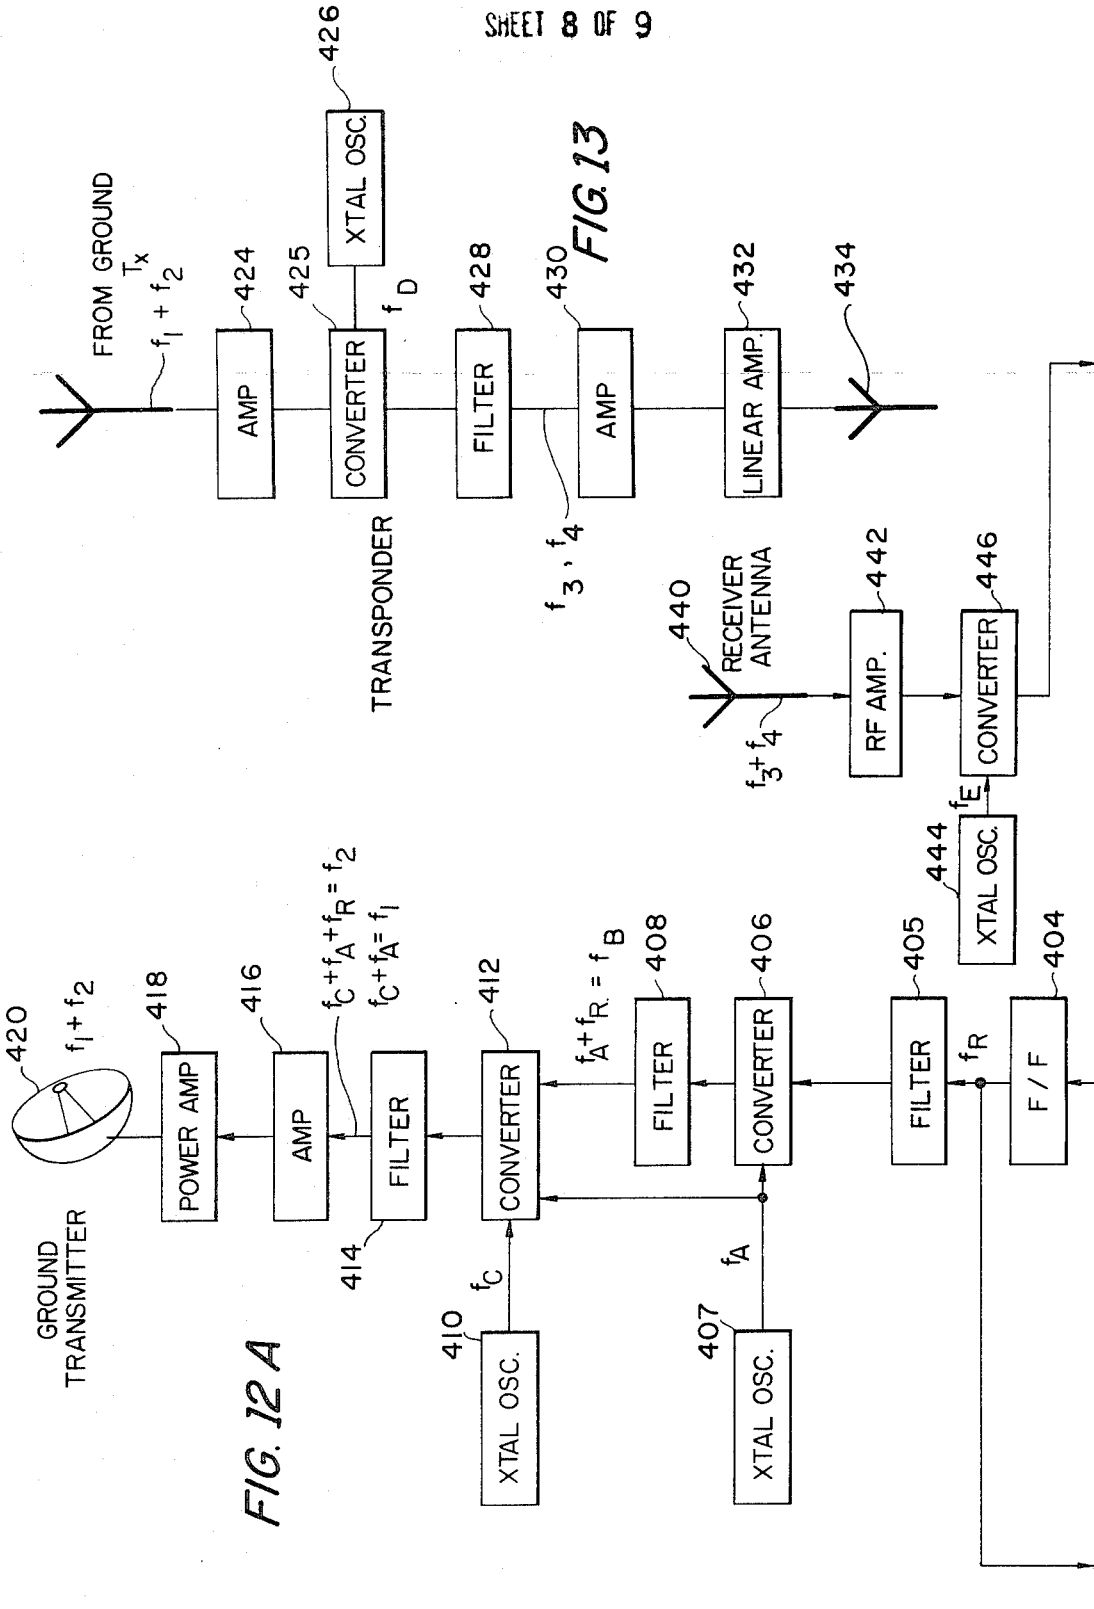 SHEET 8 OF 9
FIG. 12A
GROUND
TRANSMITTER
420
f1 + f2
418
POWER AMP
416
AMP
fC + fA + fR = f2
fC + fA = f1
414
FILTER
412
CONVERTER
410
XTAL OSC.
fC
fA + fR = fB
408
FILTER
406
CONVERTER
407
XTAL OSC.
fA
405
FILTER
fR
404
F/F
440
RECEIVER
ANTENNA
f3 + f4
442
RF AMP.
446
CONVERTER
444
XTAL OSC.
fE
FIG. 13
FROM GROUND
Tx
f1 + f2
424
AMP
425
CONVERTER
426
XTAL OSC.
fD
TRANSPONDER
428
FILTER
f3, f4
430
AMP
432
LINEAR AMP.
434